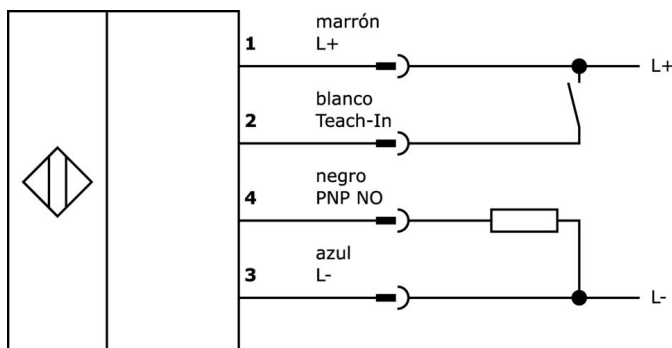 marrón
1 L+
L+
blanco
2 Teach-In
negro
4 PNP NO
azul
3 L-
L-